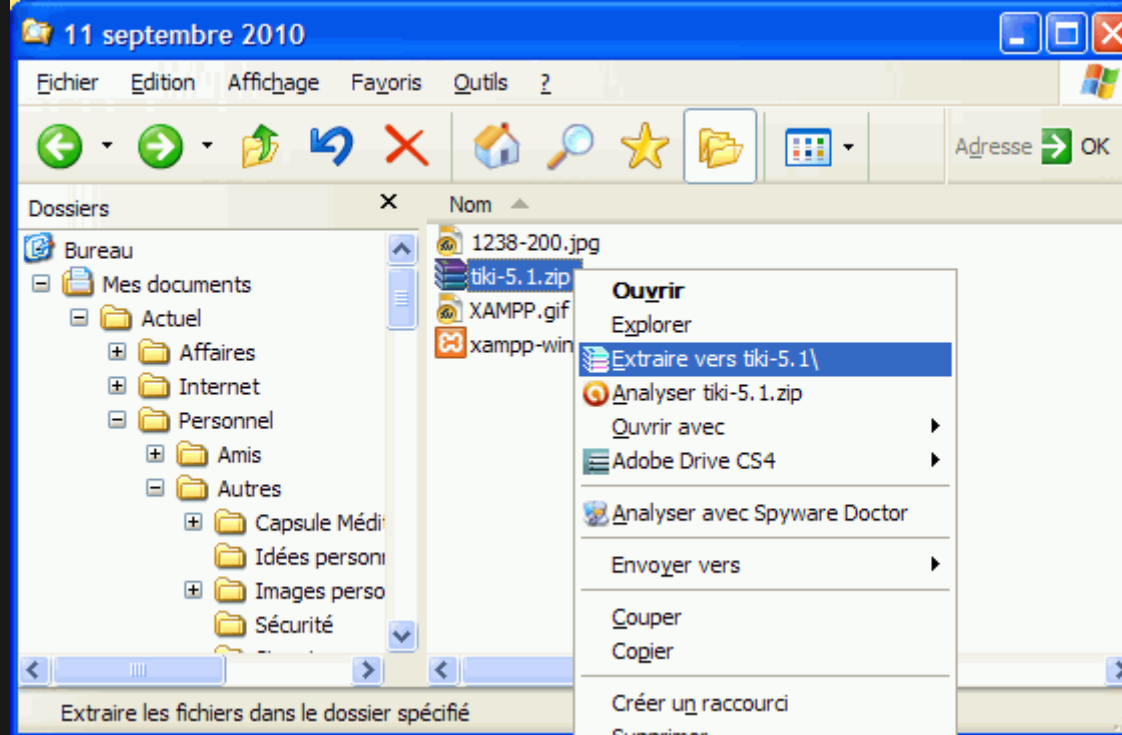 11 septembre 2010
Fichier Edition Affichage Favoris Outils ?
Adresse OK
Dossiers
Nom
Bureau
Mes documents
Actuel
Affaires
Internet
Personnel
Amis
Autres
Capsule Médi
Idées person
Images perso
Sécurité
1238-200.jpg
tiki-5.1.zip
XAMPP.gif
xampp-win
Ouvrir
Explorer
Extraire vers tiki-5.1\
Analyser tiki-5.1.zip
Ouvrir avec
Adobe Drive CS4
Analyser avec Spyware Doctor
Envoyer vers
Couper
Copier
Créer un raccourci
Supprimer
Extraire les fichiers dans le dossier spécifié